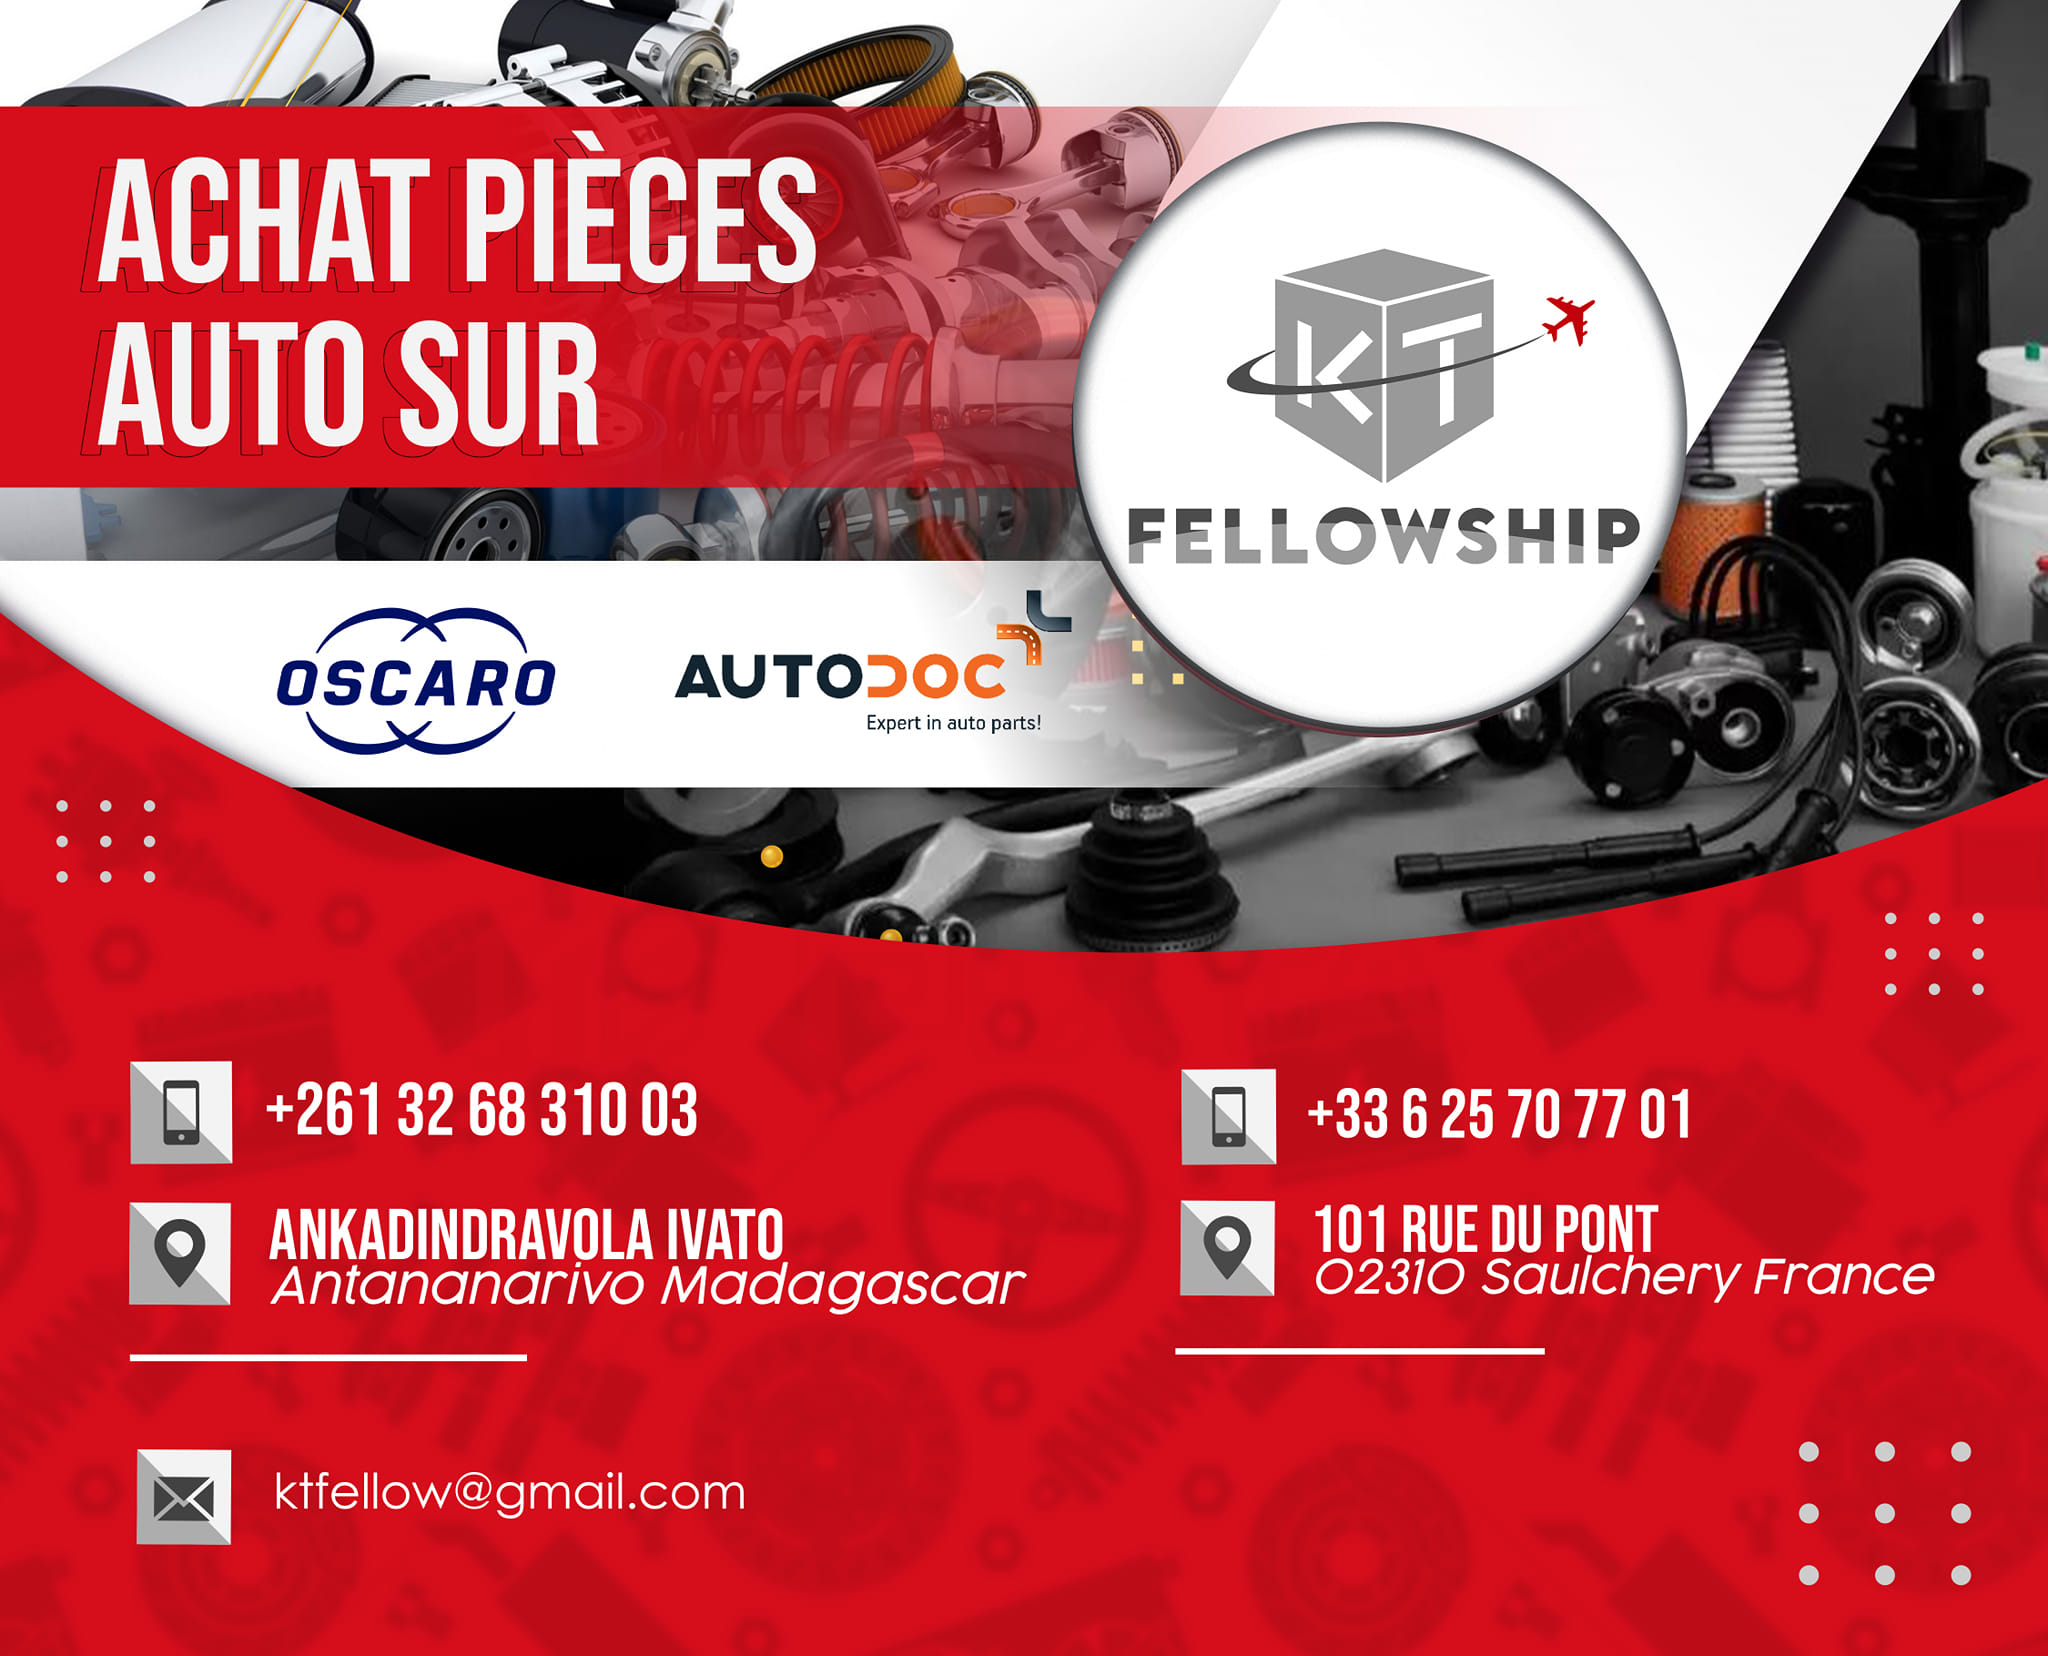 ACHAT PIÈCES
AUTO SUR
KT
FELLOWSHIP
OSCARO
AUTODOC
Expert in auto parts!
+261 32 68 310 03
ANKADINDRAVOLA IVATO
Antananarivo Madagascar
+33 6 25 70 77 01
101 RUE DU PONT
02310 Saulchery France
ktfellow@gmail.com